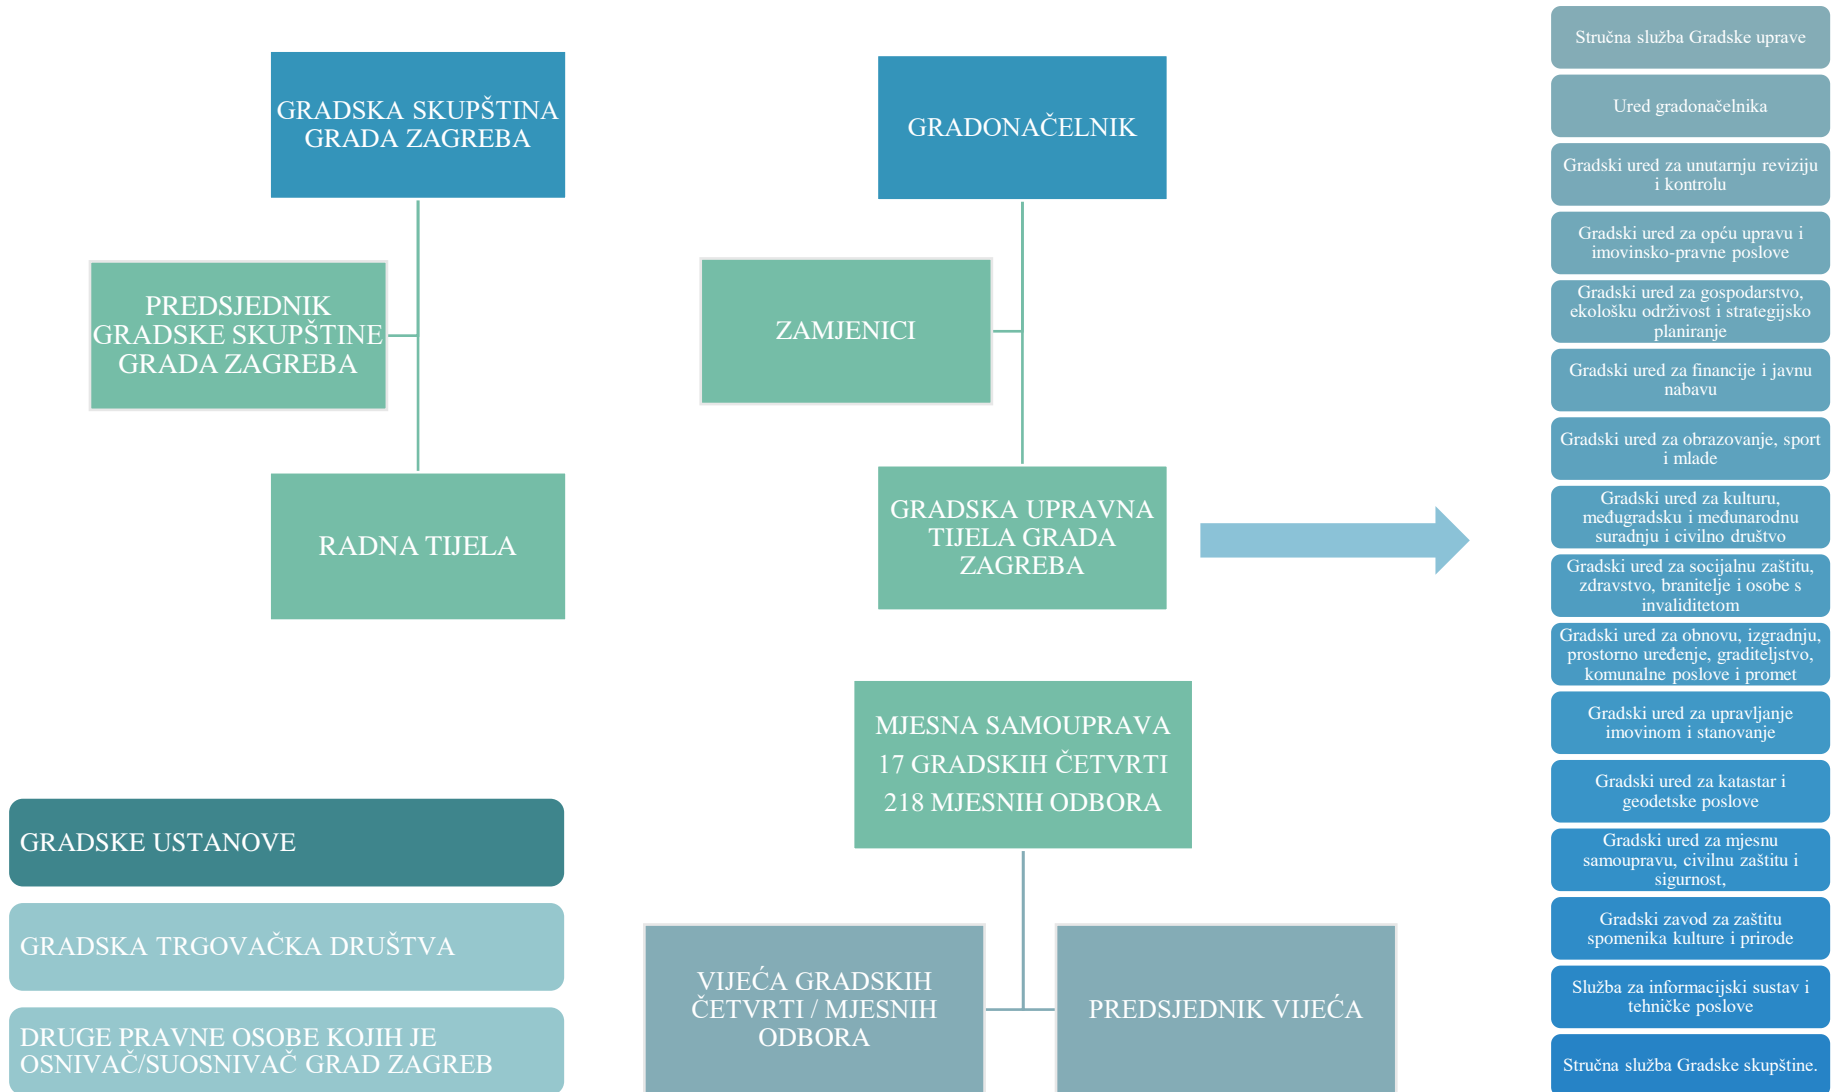 GRADSKA SKUPŠTINA
GRADA ZAGREBA
PREDSJEDNIK
GRADSKE SKUPŠTINE
GRADA ZAGREBA
RADNA TIJELA
GRADONAČELNIK
ZAMJENICI
GRADSKA UPRAVNA
TIJELA GRADA
ZAGREBA
MJESNA SAMOUPRAVA
17 GRADSKIH ČETVRTI
218 MJESNIH ODBORA
VIJEĆA GRADSKIH
ČETVRTI / MJESNIH
ODBORA
PREDSJEDNIK VIJEĆA
GRADSKE USTANOVE
GRADSKA TRGOVAČKA DRUŠTVA
DRUGE PRAVNE OSOBE KOJIH JE
OSNIVAČ/SUOSNIVAČ GRAD ZAGREB
Stručna služba Gradske uprave
Ured gradonačelnika
Gradski ured za unutarnju reviziju
i kontrolu
Gradski ured za opću upravu i
imovinsko-pravne poslove
Gradski ured za gospodarstvo,
ekološku održivost i strategijsko
planiranje
Gradski ured za financije i javnu
nabavu
Gradski ured za obrazovanje, sport
i mlade
Gradski ured za kulturu,
međugradsku i međunarodnu
suradnju i civilno društvo
Gradski ured za socijalnu zaštitu,
zdravstvo, branitelje i osobe s
invaliditetom
Gradski ured za obnovu, izgradnju,
prostorno uređenje, graditeljstvo,
komunalne poslove i promet
Gradski ured za upravljanje
imovinom i stanovanje
Gradski ured za katastar i
geodetske poslove
Gradski ured za mjesnu
samoupravu, civilnu zaštitu i
sigurnost,
Gradski zavod za zaštitu
spomenika kulture i prirode
Služba za informacijski sustav i
tehničke poslove
Stručna služba Gradske skupštine.